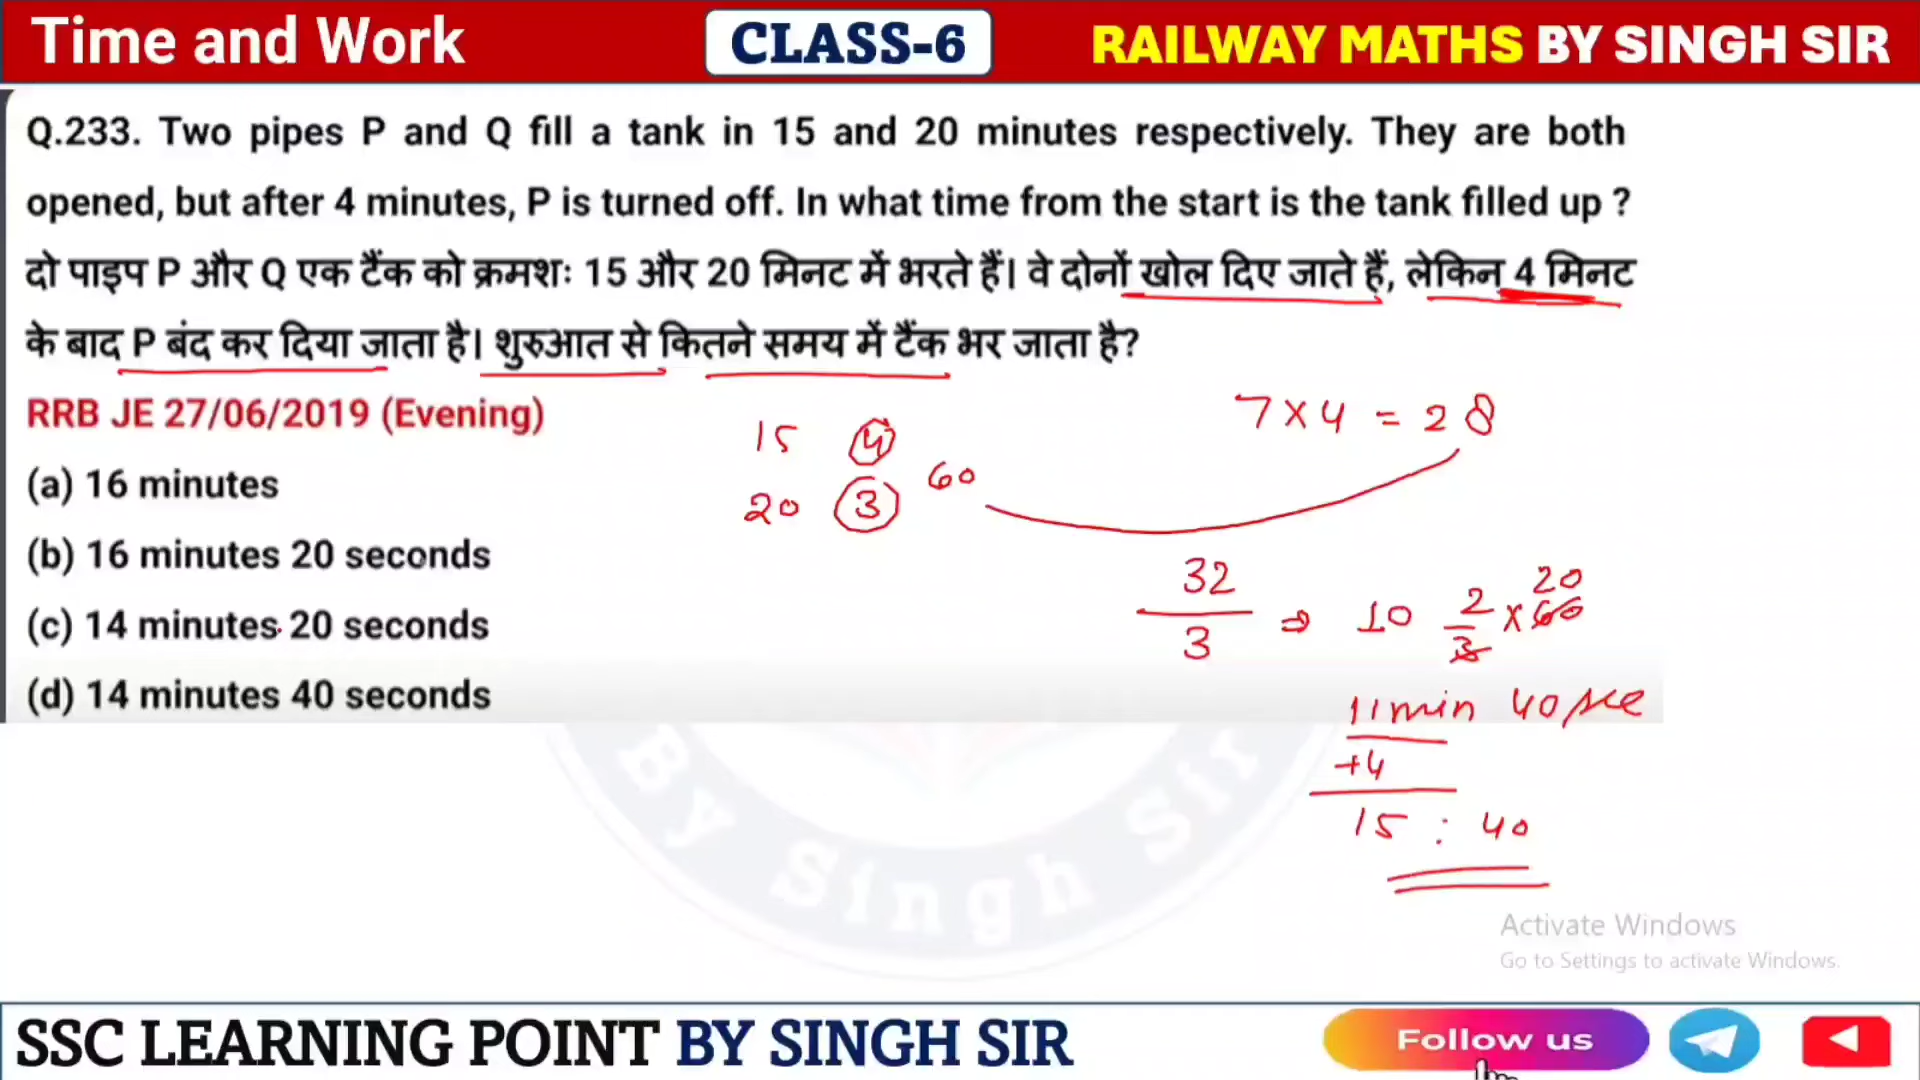 Time and Work
CLASS-6
RAILWAY MATHS BY SINGH SIR
Q.233. Two pipes P and Q fill a tank in 15 and 20 minutes respectively. They are both
opened, but after 4 minutes, P is turned off. In what time from the start is the tank filled up ?
दो पाइप P और Q एक टैंक को क्रमशः 15 और 20 मिनट में भरते हैं। वे दोनों खोल दिए जाते हैं, लेकिन 4 मिनट
के बाद P बंद कर दिया जाता है। शुरुआत से कितने समय में टैंक भर जाता है?
RRB JE 27/06/2019 (Evening)
(a) 16 minutes
(b) 16 minutes 20 seconds
(c) 14 minutes 20 seconds
(d) 14 minutes 40 seconds
15 4
20 3 60
7 x 4 = 28
32
3
⇒ 10 2/3 x 60
20
11 min 40 sec
+4
15 : 40
By Singh Sir
Activate Windows
Go to Settings to activate Windows.
SSC LEARNING POINT BY SINGH SIR
Follow us